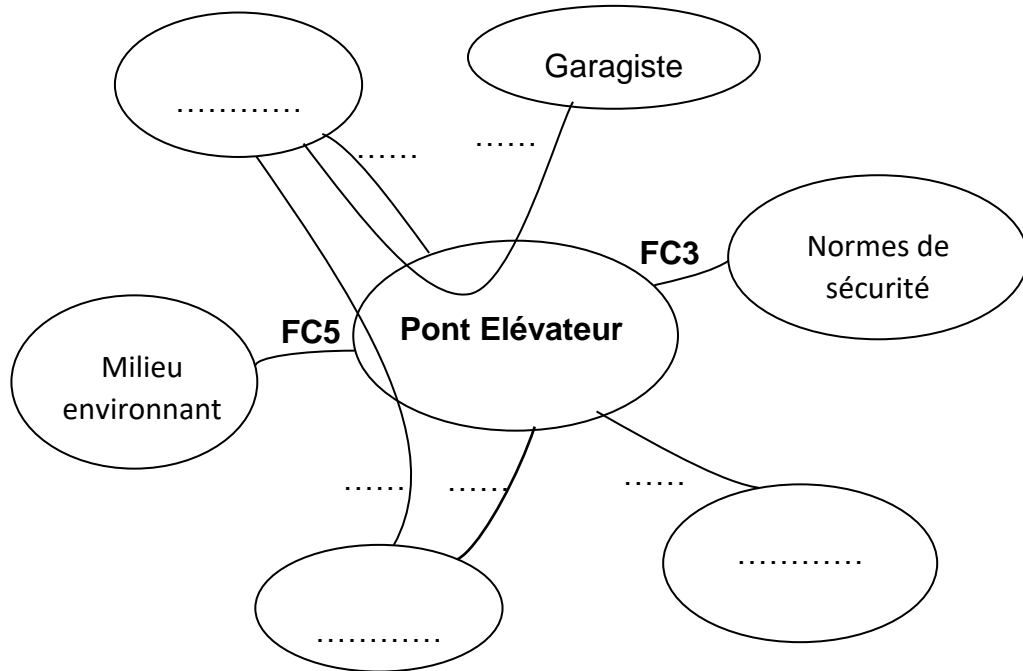 Garagiste
…………
……
……
FC3
Normes de
sécurité
Pont Elévateur
FC5
Milieu
environnant
……
……
……
…………
…………